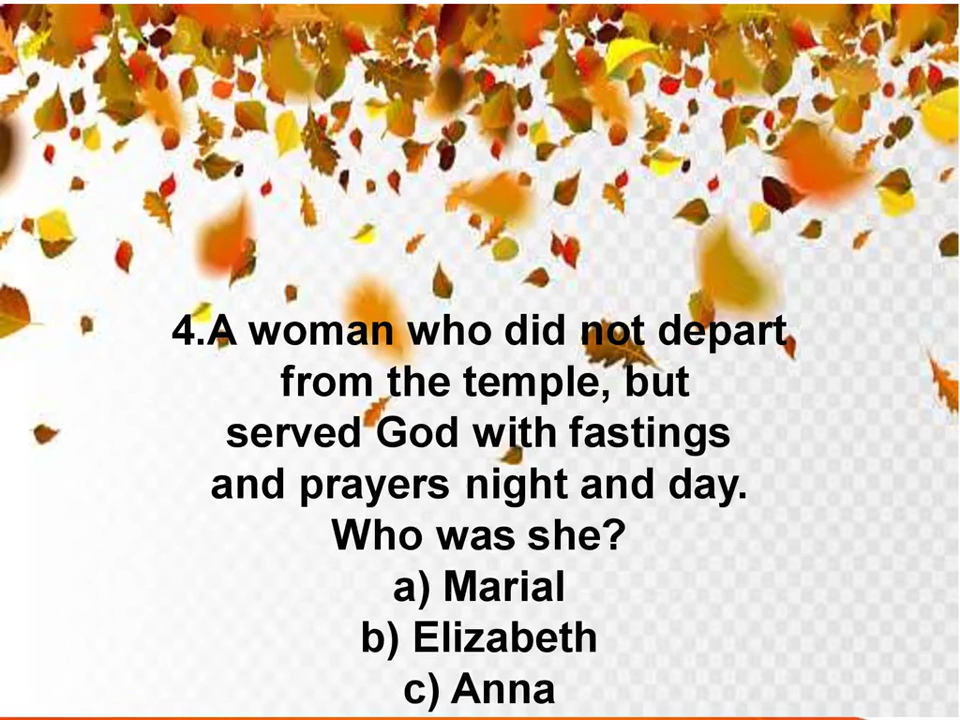 4.A woman who did not depart
from the temple, but
served God with fastings
and prayers night and day.
Who was she?
a) Marial
b) Elizabeth
c) Anna